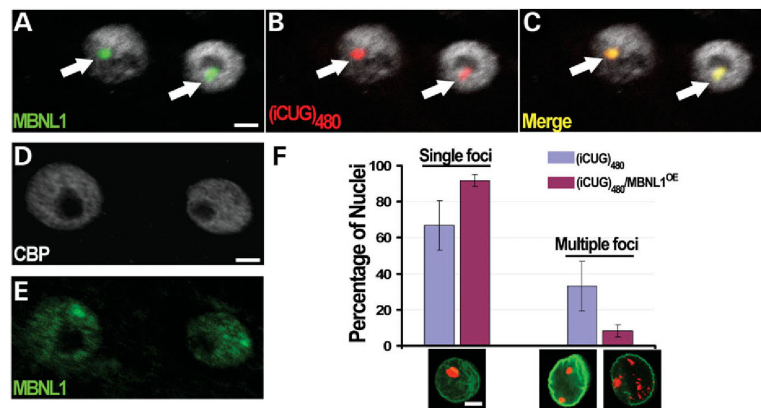 A
MBNL1
B
(iCUG)480
C
Merge
D
CBP
E
MBNL1
F
Percentage of Nuclei
100
80
60
40
20
0
Single foci
Multiple foci
(iCUG)480
(iCUG)480/MBNL1OE